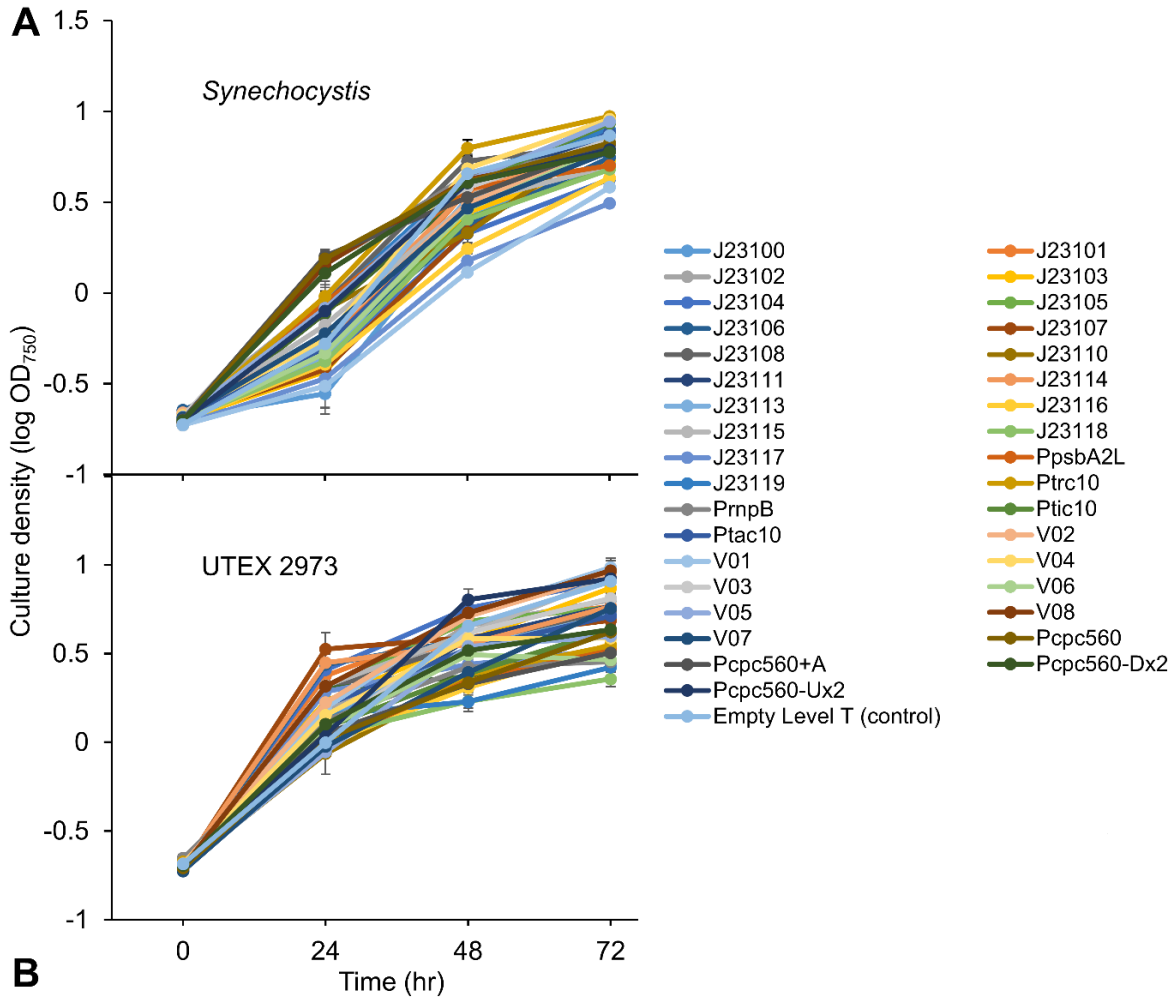 A
1.5
Synechocystis
1
0.5
0
-0.5
-1
Culture density (log OD750)
UTEX 2973
1
0.5
0
-0.5
-1
0 24 48 72
Time (hr)
B
J23100 J23101
J23102 J23103
J23104 J23105
J23106 J23107
J23108 J23110
J23111 J23114
J23113 J23116
J23115 J23118
J23117 PpsbA2L
J23119 Ptrc10
PrnpB Ptic10
Ptac10 V02
V01 V04
V03 V06
V05 V08
V07 Pcpc560
Pcpc560+A Pcpc560-Dx2
Pcpc560-Ux2
Empty Level T (control)